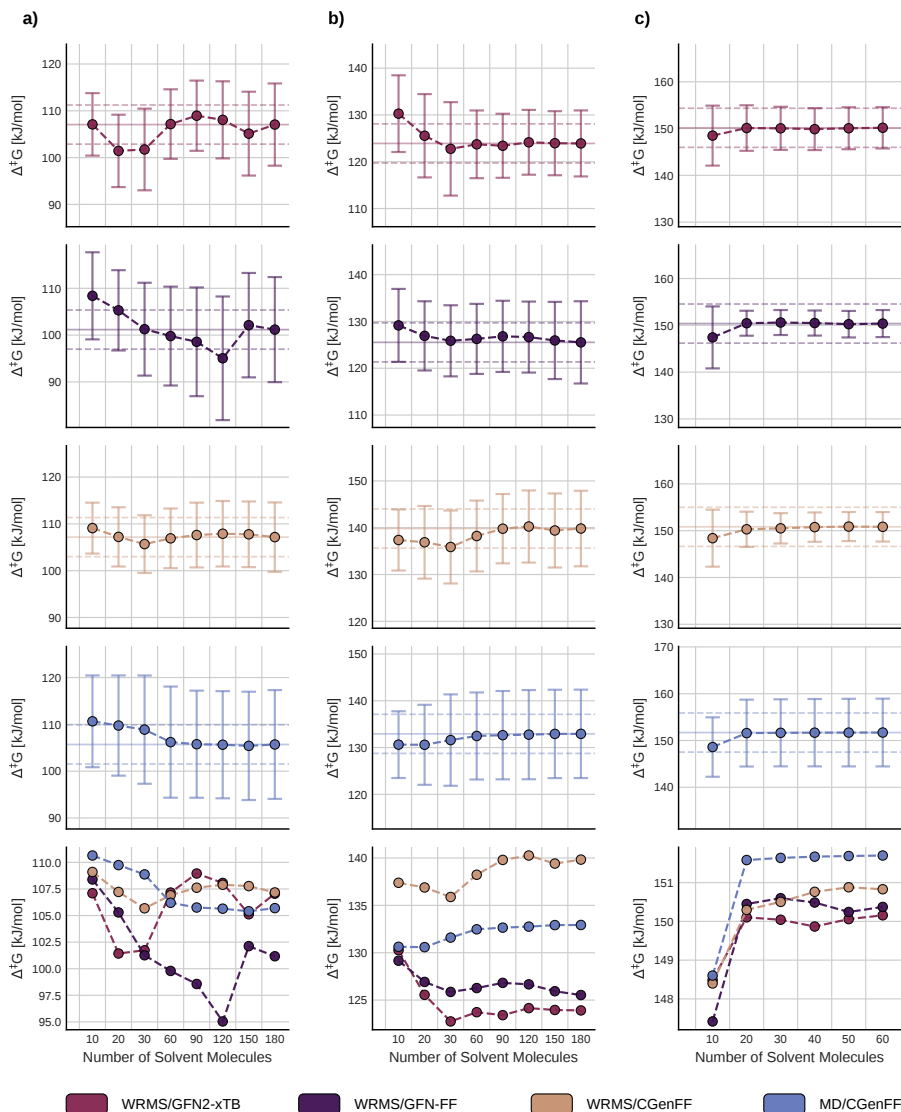 a)
b)
c)
Δ‡G [kJ/mol]
110
100
90
Δ‡G [kJ/mol]
140
130
120
110
Δ‡G [kJ/mol]
160
150
140
130
Δ‡G [kJ/mol]
110
100
90
Δ‡G [kJ/mol]
140
130
120
110
Δ‡G [kJ/mol]
160
150
140
130
Δ‡G [kJ/mol]
120
110
100
90
Δ‡G [kJ/mol]
150
140
130
120
Δ‡G [kJ/mol]
160
150
140
130
Δ‡G [kJ/mol]
120
110
100
90
Δ‡G [kJ/mol]
150
140
130
120
Δ‡G [kJ/mol]
170
160
150
140
Δ‡G [kJ/mol]
110.0
107.5
105.0
102.5
100.0
97.5
95.0
10 20 30 60 90 120 150 180
Number of Solvent Molecules
Δ‡G [kJ/mol]
140
135
130
125
10 20 30 60 90 120 150 180
Number of Solvent Molecules
Δ‡G [kJ/mol]
151
150
149
148
10 20 30 40 50 60
Number of Solvent Molecules
WRMS/GFN2-xTB WRMS/GFN-FF WRMS/CGenFF MD/CGenFF